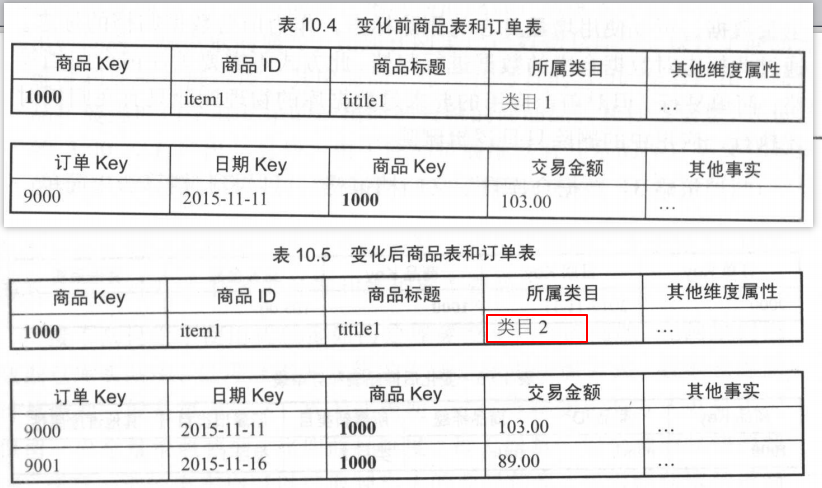 表 10.4 变化前商品表和订单表
商品 Key 商品 ID 商品标题 所属类目 其他维度属性
1000 item1 titile1 类目 1 …
订单 Key 日期 Key 商品 Key 交易金额 其他事实
9000 2015-11-11 1000 103.00 …
表 10.5 变化后商品表和订单表
商品 Key 商品 ID 商品标题 所属类目 其他维度属性
1000 item1 titile1 类目 2 …
订单 Key 日期 Key 商品 Key 交易金额 其他事实
9000 2015-11-11 1000 103.00 …
9001 2015-11-16 1000 89.00 …